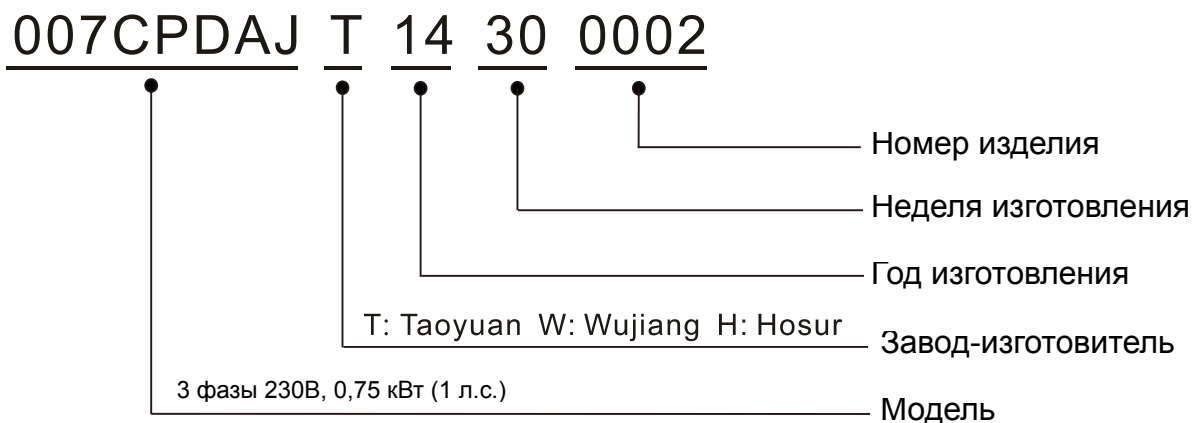 007CPDAJ T 14 30 0002
Номер изделия
Неделя изготовления
Год изготовления
T: Taoyuan W: Wujiang H: Hosur
Завод-изготовитель
3 фазы 230В, 0,75 кВт (1 л.с.)
Модель